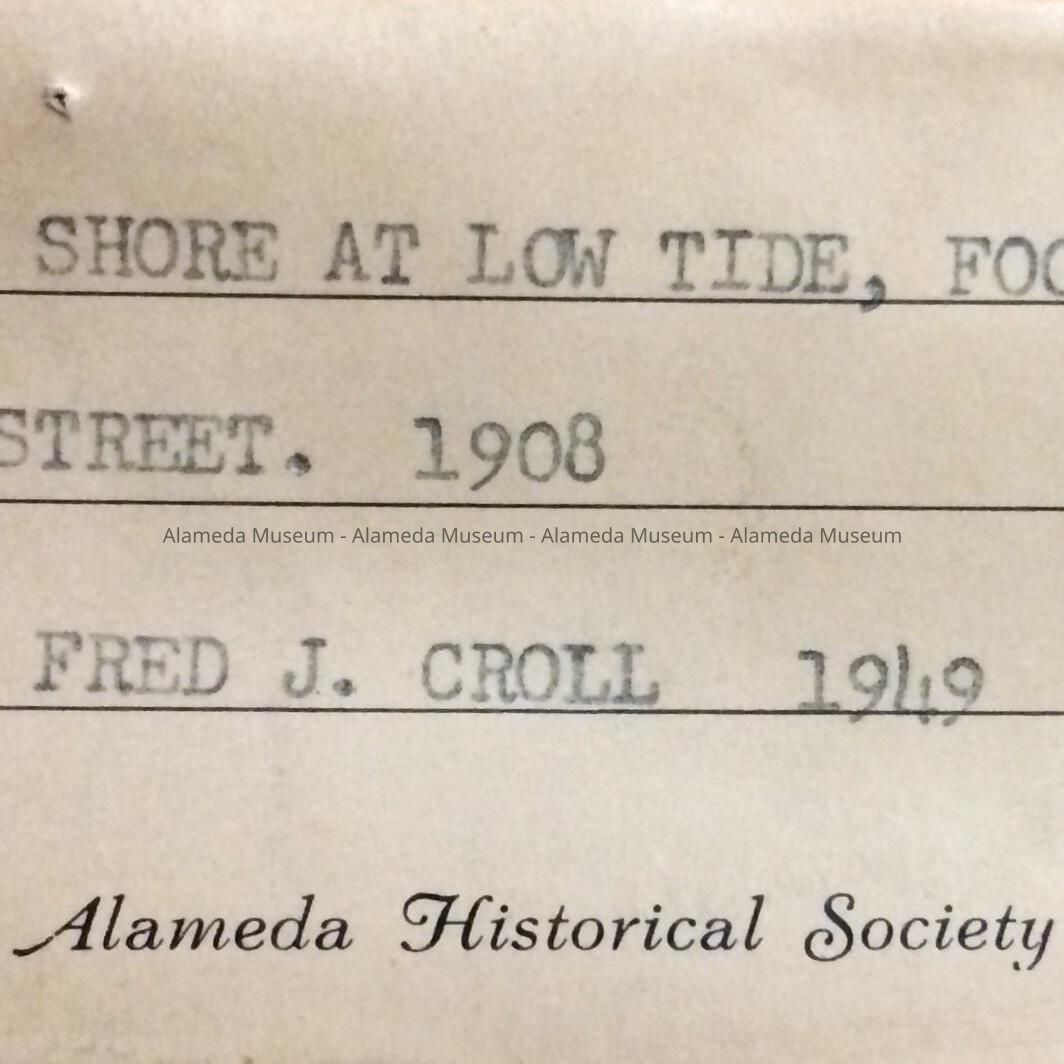 SHORE AT LOW TIDE, FOO
STREET. 1908
Alameda Museum - Alameda Museum - Alameda Museum - Alameda Museum
FRED J. CROLL 1949
Alameda Historical Society